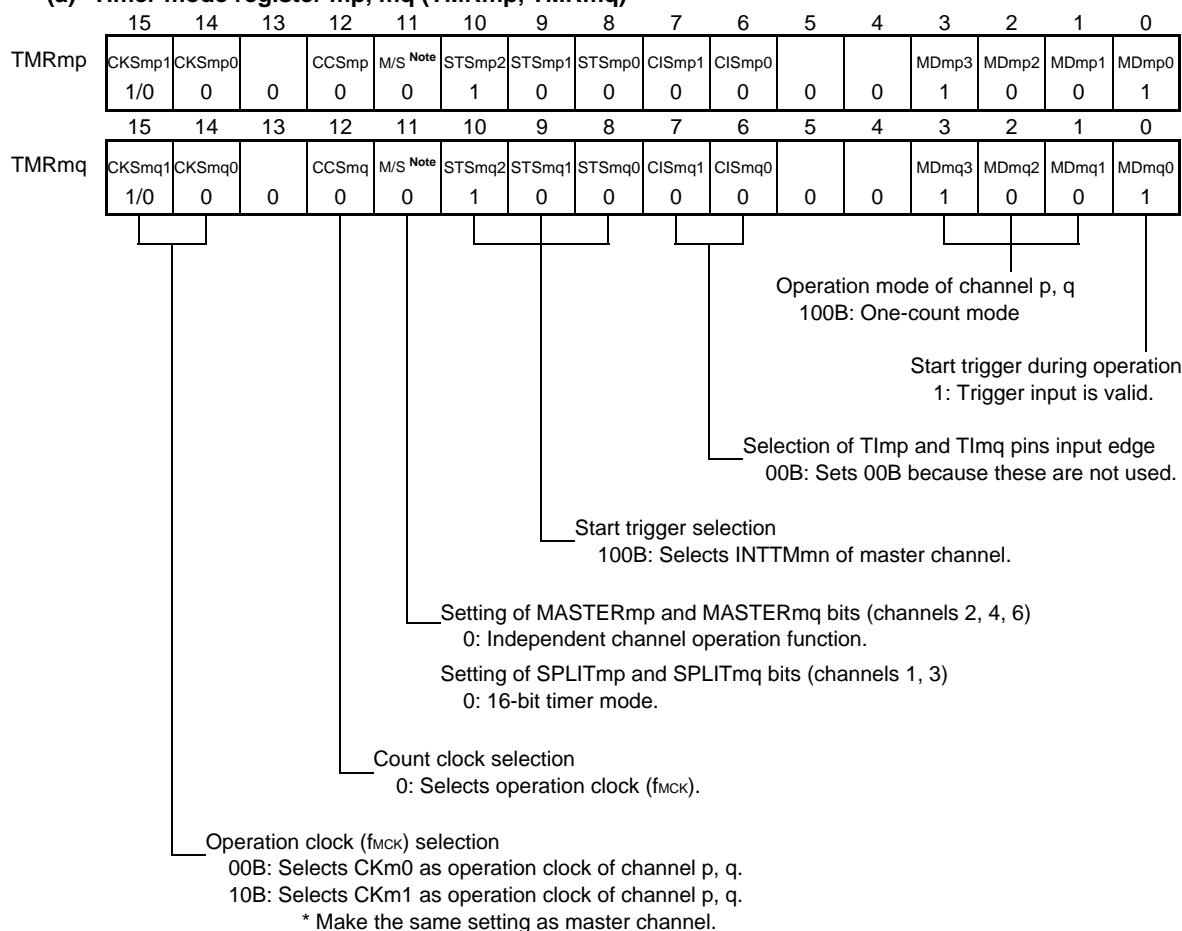 (a) Timer mode register mp, mq (TMRmp, TMRmq)
15 14 13 12 11 10 9 8 7 6 5 4 3 2 1 0
TMRmp CKSmp1 CKSmp0 CCSmp M/S Note STSmp2 STSmp1 STSmp0 CISmp1 CISmp0 MDmp3 MDmp2 MDmp1 MDmp0
1/0 0 0 0 0 1 0 0 0 0 0 0 1 0 0 1
15 14 13 12 11 10 9 8 7 6 5 4 3 2 1 0
TMRmq CKSmq1 CKSmq0 CCSmq M/S Note STSmq2 STSmq1 STSmq0 CISmq1 CISmq0 MDmq3 MDmq2 MDmq1 MDmq0
1/0 0 0 0 0 1 0 0 0 0 0 0 1 0 0 1
Operation mode of channel p, q
100B: One-count mode
Start trigger during operation
1: Trigger input is valid.
Selection of TImp and TImq pins input edge
00B: Sets 00B because these are not used.
Start trigger selection
100B: Selects INTTMmn of master channel.
Setting of MASTERmp and MASTERmq bits (channels 2, 4, 6)
0: Independent channel operation function.
Setting of SPLITmp and SPLITmq bits (channels 1, 3)
0: 16-bit timer mode.
Count clock selection
0: Selects operation clock (fMCK).
Operation clock (fMCK) selection
00B: Selects CKm0 as operation clock of channel p, q.
10B: Selects CKm1 as operation clock of channel p, q.
* Make the same setting as master channel.